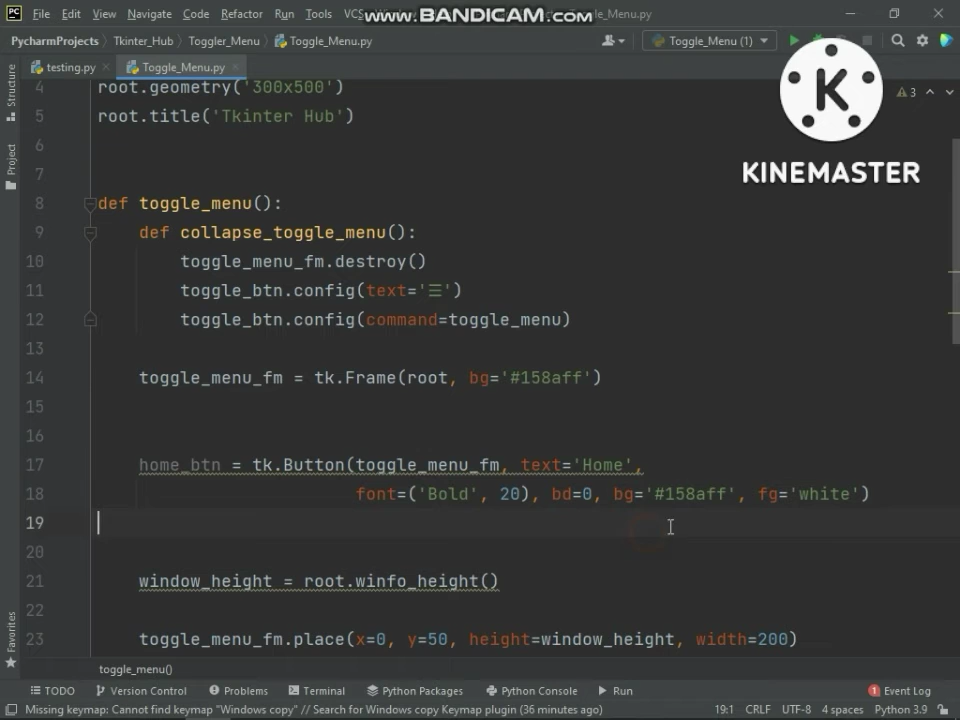 File Edit View Navigate Code Refactor Run Tools VCS
www.BANDICAM.com
Toggle_Menu.py
PycharmProjects Tkinter_Hub Toggler_Menu Toggle_Menu.py
Toggle_Menu (1)
testing.py Toggle_Menu.py
K
KINEMASTER
3
Structure
Project
Favorites
4 root.geometry('300x500')
5 root.title('Tkinter Hub')
6
7
8 def toggle_menu():
9 def collapse_toggle_menu():
10 toggle_menu_fm.destroy()
11 toggle_btn.config(text='☰')
12 toggle_btn.config(command=toggle_menu)
13
14 toggle_menu_fm = tk.Frame(root, bg='#158aff')
15
16
17 home_btn = tk.Button(toggle_menu_fm, text='Home',
18 font=('Bold', 20), bd=0, bg='#158aff', fg='white')
19
20
21 window_height = root.winfo_height()
22
23 toggle_menu_fm.place(x=0, y=50, height=window_height, width=200)
toggle_menu()
TODO Version Control Problems Terminal Python Packages Python Console Run 1 Event Log
Missing keymap: Cannot find keymap "Windows copy" // Search for Windows copy Keymap plugin (36 minutes ago) 19:1 CRLF UTF-8 4 spaces Python 3.9